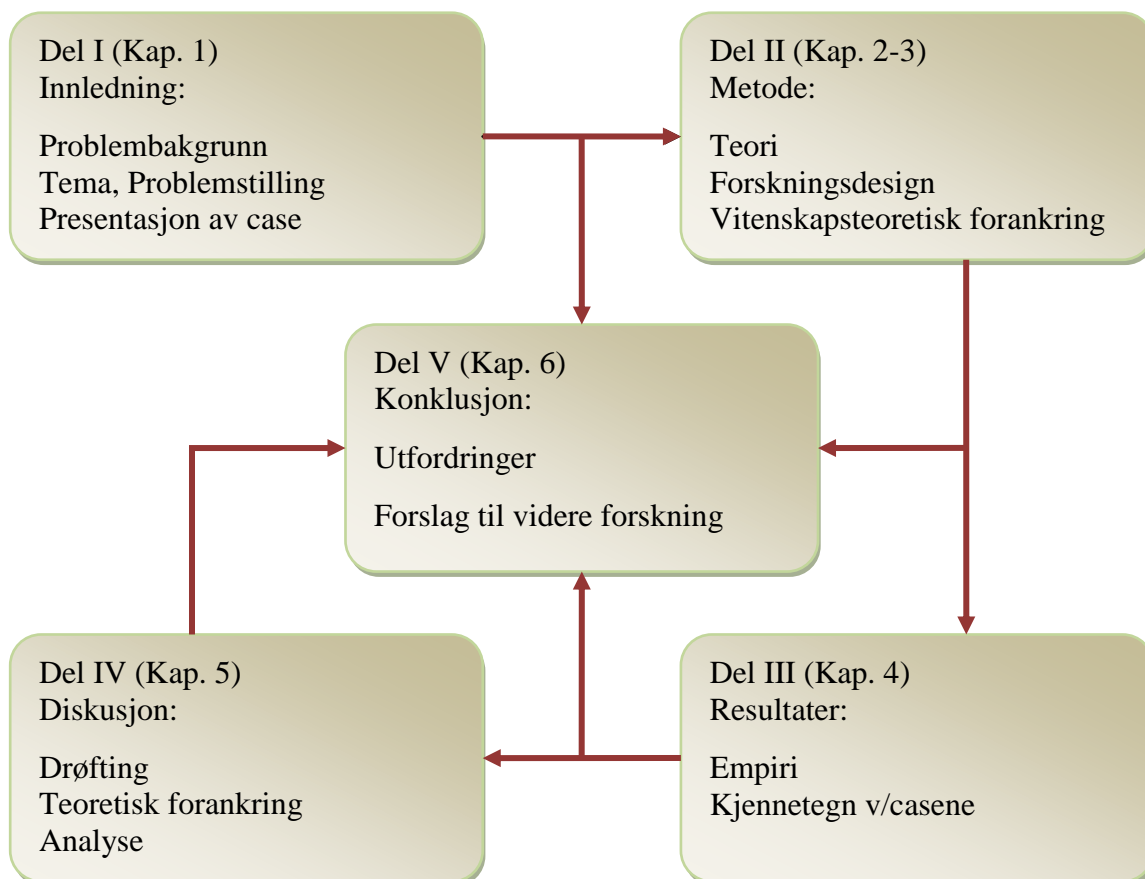 Del I (Kap. 1)
Innledning:
Problembakgrunn
Tema, Problemstilling
Presentasjon av case
Del II (Kap. 2-3)
Metode:
Teori
Forskningsdesign
Vitenskapsteoretisk forankring
Del V (Kap. 6)
Konklusjon:
Utfordringer
Forslag til videre forskning
Del IV (Kap. 5)
Diskusjon:
Drøfting
Teoretisk forankring
Analyse
Del III (Kap. 4)
Resultater:
Empiri
Kjennetegn v/casene